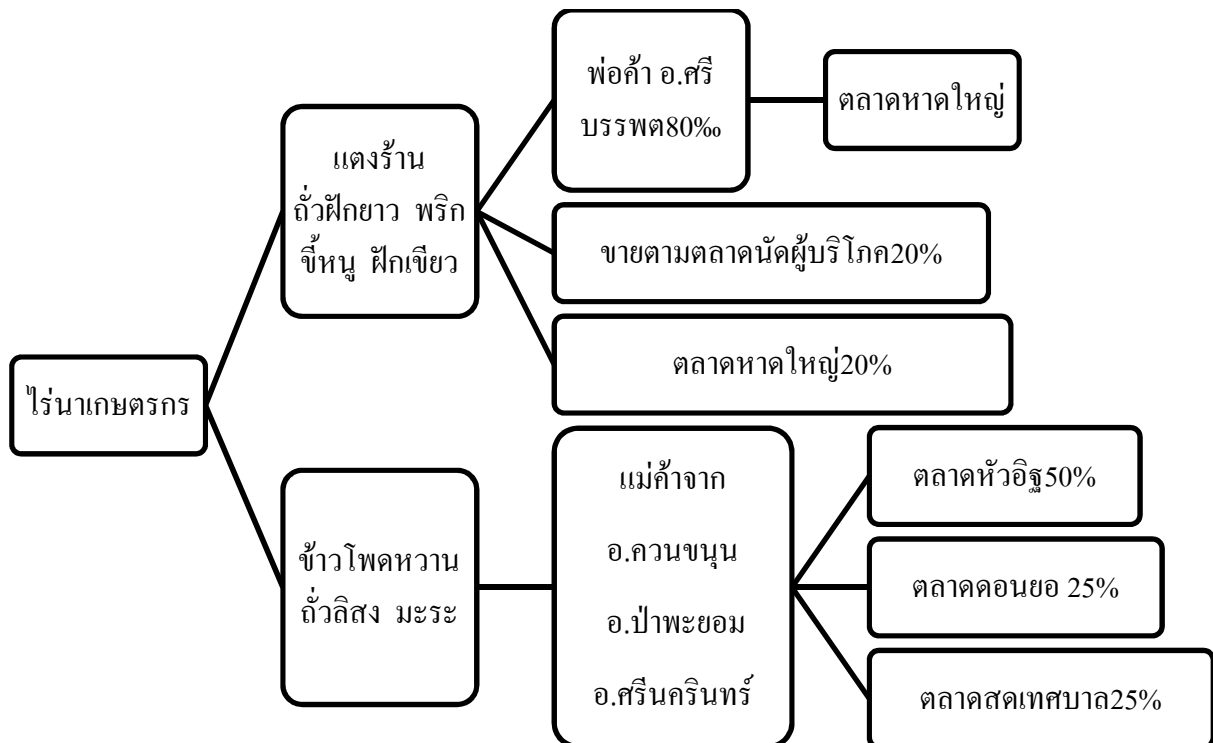 ไร่นาเกษตรกร
แตงร้าน
ถั่วฝักยาว พริก
ขี้หนู ฝักเขียว
พ่อค้า อ.ศรี
บรรพต80‰
ตลาดหาดใหญ่
ขายตามตลาดนัดผู้บริโภค20%
ตลาดหาดใหญ่20%
ข้าวโพดหวาน
ถั่วลิสง มะระ
แม่ค้าจาก
อ.ควนขนุน
อ.ป่าพะยอม
อ.ศรีนครินทร์
ตลาดหัวอิฐ50%
ตลาดดอนยอ 25%
ตลาดสดเทศบาล25%